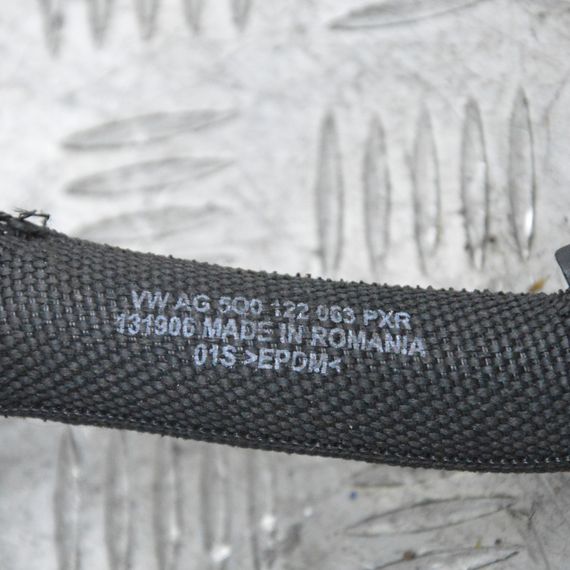 VW AG 5Q0 122 063 PXR
131906 MADE IN ROMANIA
01S >EPDM<